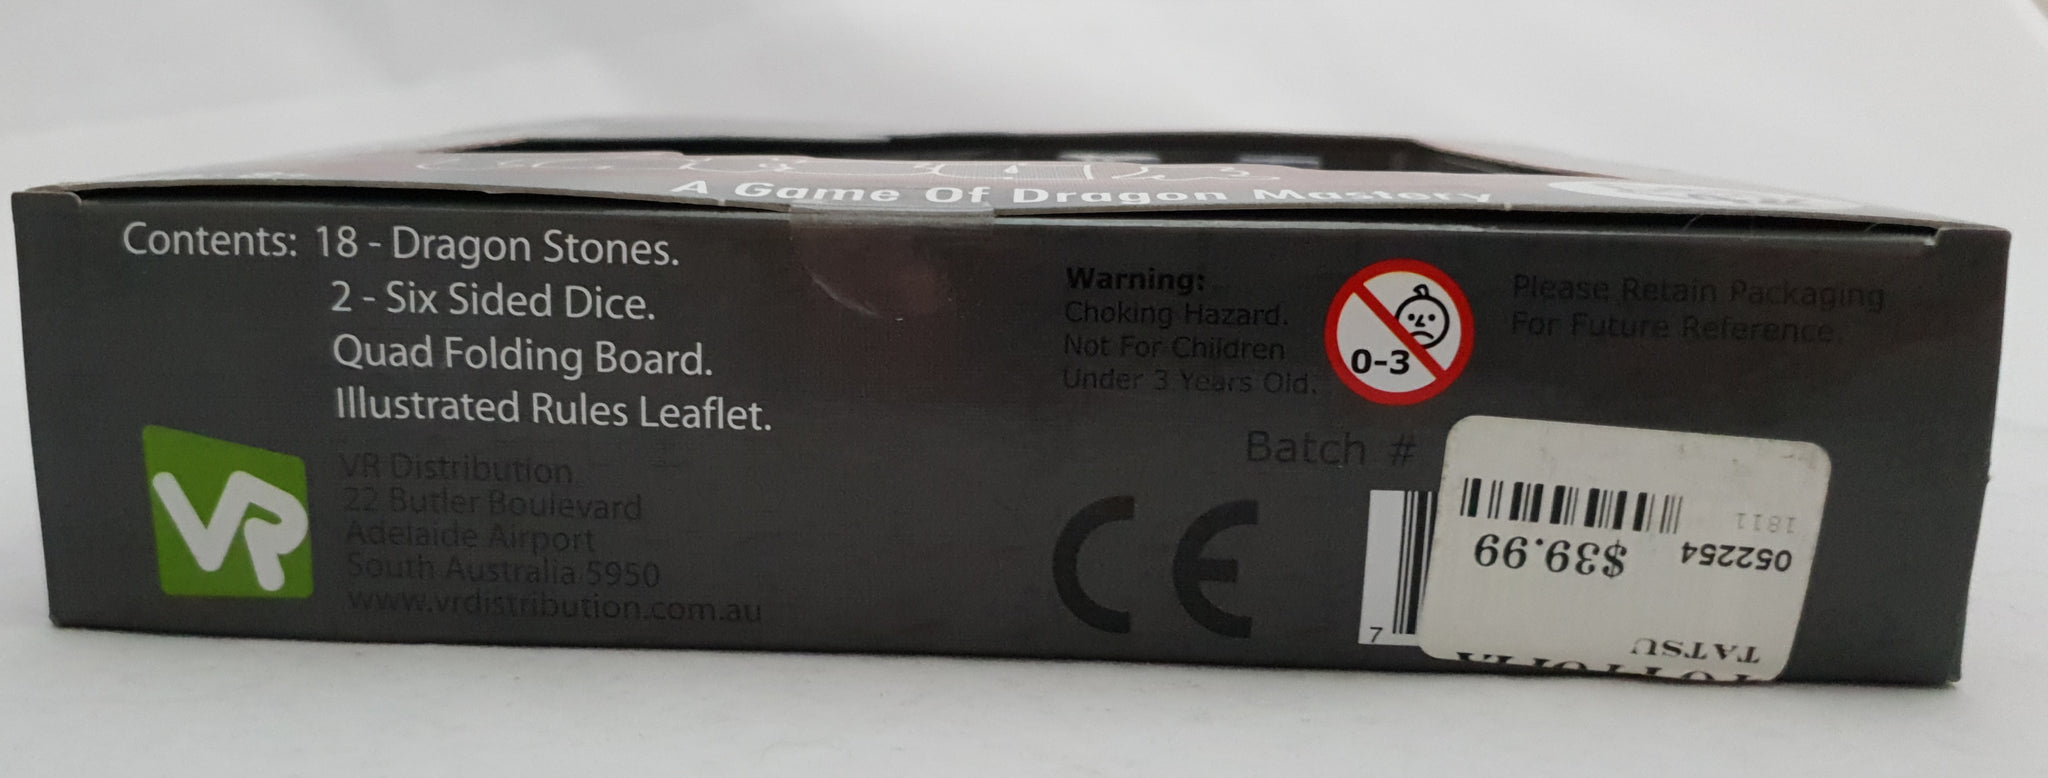 A Game Of Dragon Mastery
Contents: 18 - Dragon Stones.
2 - Six Sided Dice.
Quad Folding Board.
Illustrated Rules Leaflet.
VR
VR Distribution
22 Butler Boulevard
Adelaide Airport
South Australia 5950
www.vrdistribution.com.au
Warning:
Choking Hazard.
Not For Children
Under 3 Years Old.
0-3
Please Retain Packaging
For Future Reference.
Batch #
CE
7
1811
052254 $39.99
TATSU